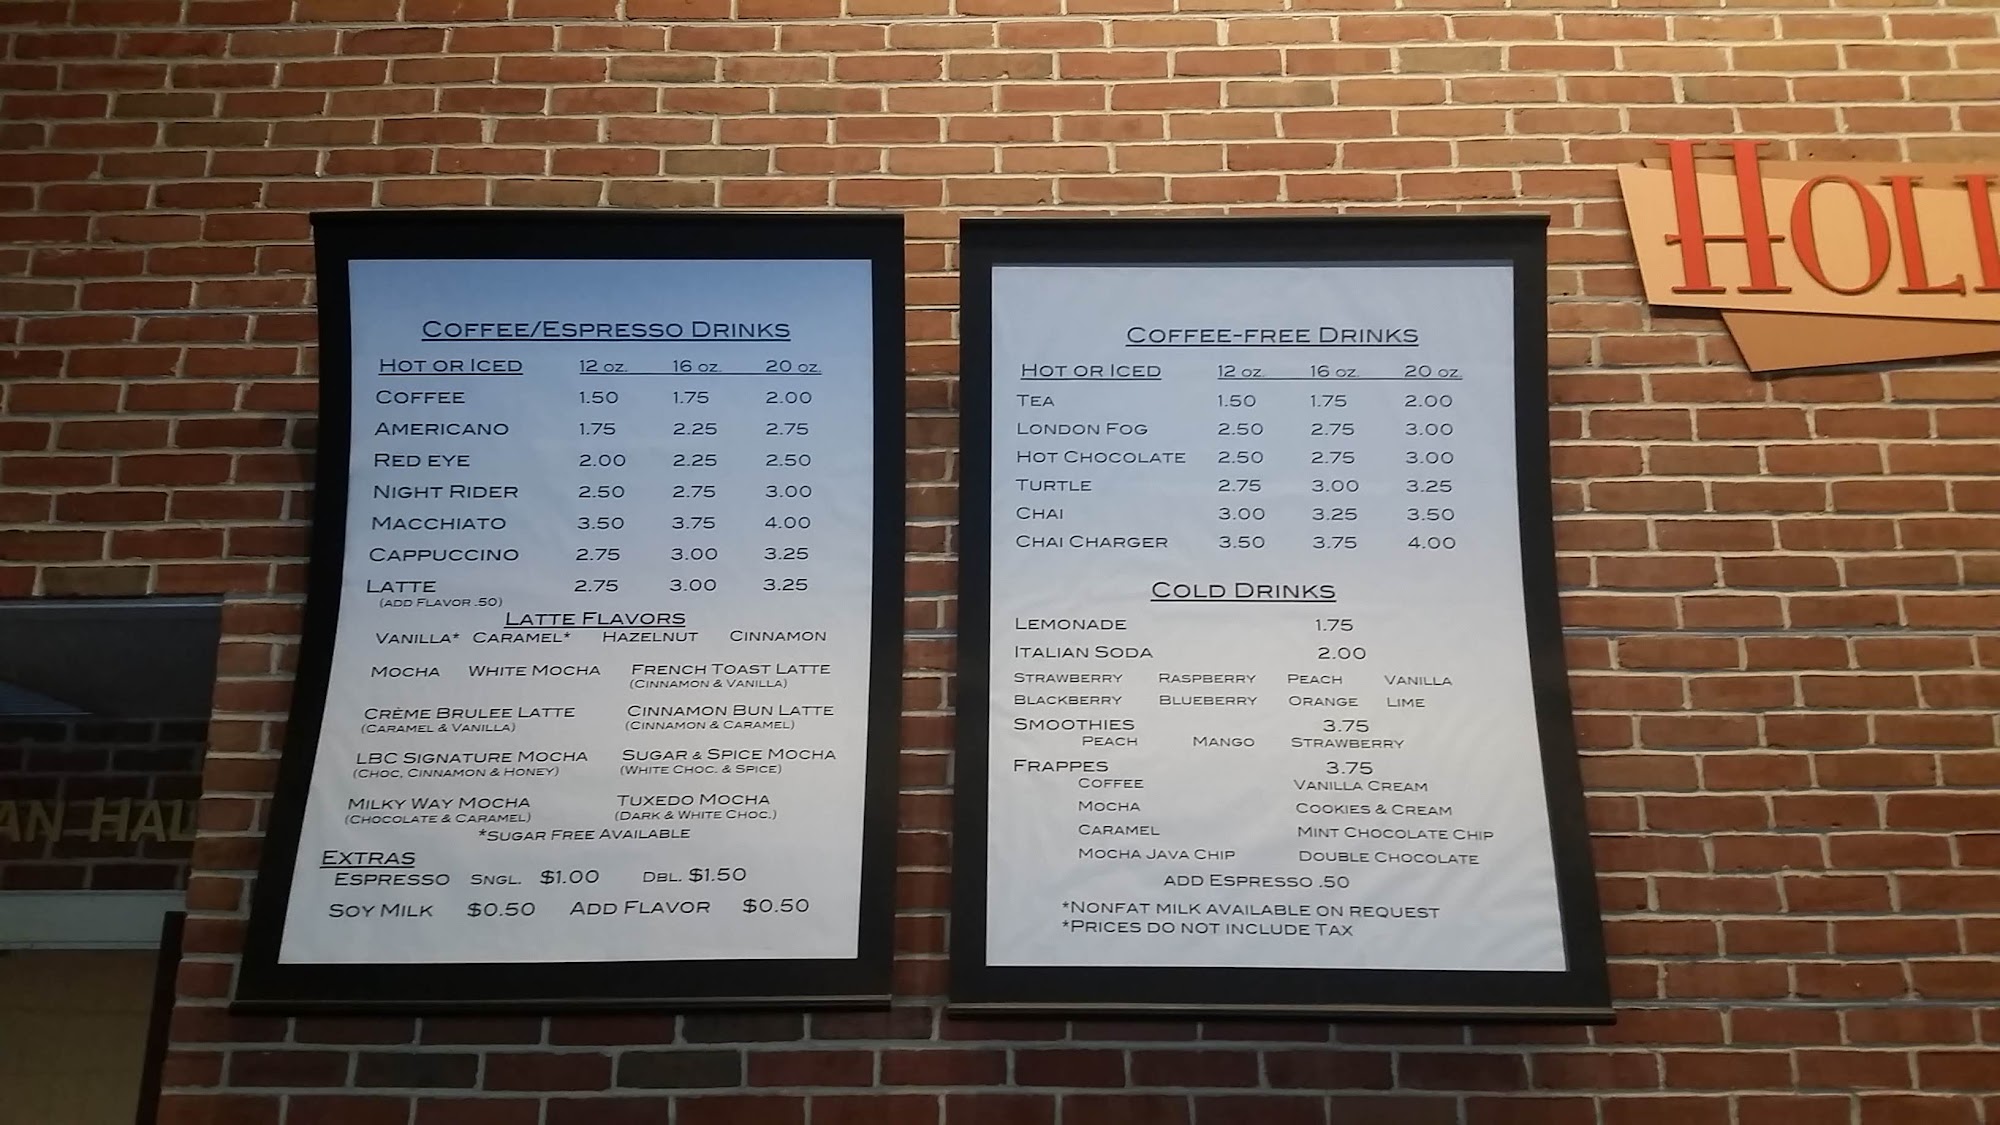 Coffee/Espresso Drinks
Hot or Iced 12 oz. 16 oz. 20 oz.
Coffee 1.50 1.75 2.00
Americano 1.75 2.25 2.75
Red eye 2.00 2.25 2.50
Night Rider 2.50 2.75 3.00
Macchiato 3.50 3.75 4.00
Cappuccino 2.75 3.00 3.25
Latte 2.75 3.00 3.25
(add Flavor .50)
Latte Flavors
Vanilla* Caramel* Hazelnut Cinnamon
Mocha White Mocha French Toast Latte
(Cinnamon & Vanilla)
Crème Brulee Latte Cinnamon Bun Latte
(Caramel & Vanilla) (Cinnamon & Caramel)
LBC Signature Mocha Sugar & Spice Mocha
(Choc, Cinnamon & Honey) (White Choc. & Spice)
Milky Way Mocha Tuxedo Mocha
(Chocolate & Caramel) (Dark & White Choc.)
*Sugar Free Available
Extras
Espresso Sngl. $1.00 Dbl. $1.50
Soy Milk $0.50 Add Flavor $0.50
Coffee-free Drinks
Hot or Iced 12 oz. 16 oz. 20 oz.
Tea 1.50 1.75 2.00
London Fog 2.50 2.75 3.00
Hot Chocolate 2.50 2.75 3.00
Turtle 2.75 3.00 3.25
Chai 3.00 3.25 3.50
Chai Charger 3.50 3.75 4.00
Cold Drinks
Lemonade 1.75
Italian Soda 2.00
Strawberry Raspberry Peach Vanilla
Blackberry Blueberry Orange Lime
Smoothies 3.75
Peach Mango Strawberry
Frappes 3.75
Coffee Vanilla Cream
Mocha Cookies & Cream
Caramel Mint Chocolate Chip
Mocha Java Chip Double Chocolate
add Espresso .50
*Nonfat milk available on request
*Prices do not include Tax
Holl
an Hal